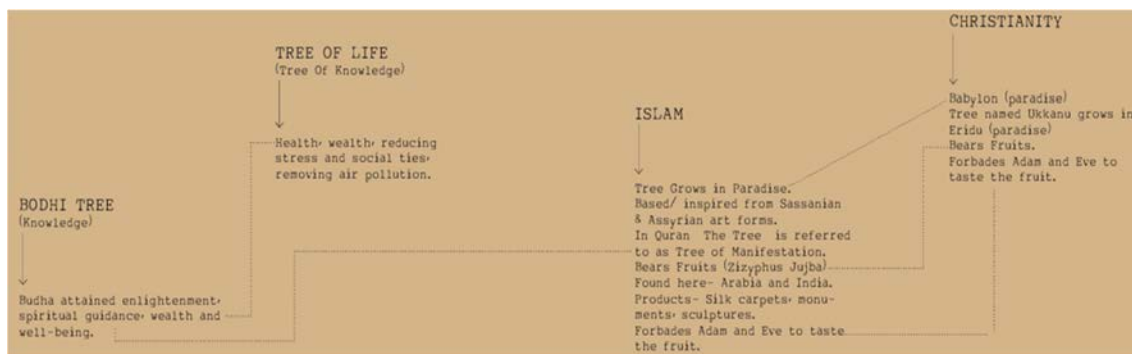 CHRISTIANITY
Babylon (paradise)
Tree named Ukkanu grows in
Eridu (paradise)
Bears Fruits.
Forbades Adam and Eve to
taste the fruit.
TREE OF LIFE
(Tree Of Knowledge)
Health, wealth, reducing
stress and social ties,
removing air pollution.
ISLAM
Tree Grows in Paradise.
Based/ inspired from Sassanian
& Assyrian art forms.
In Quran The Tree is referred
to as Tree of Manifestation.
Bears Fruits (Zizyphus Jujba)
Found here- Arabia and India.
Products- Silk carpets, monu-
ments, sculptures.
Forbades Adam and Eve to taste
the fruit.
BODHI TREE
(Knowledge)
Budha attained enlightenment,
spiritual guidance, wealth and
well-being.